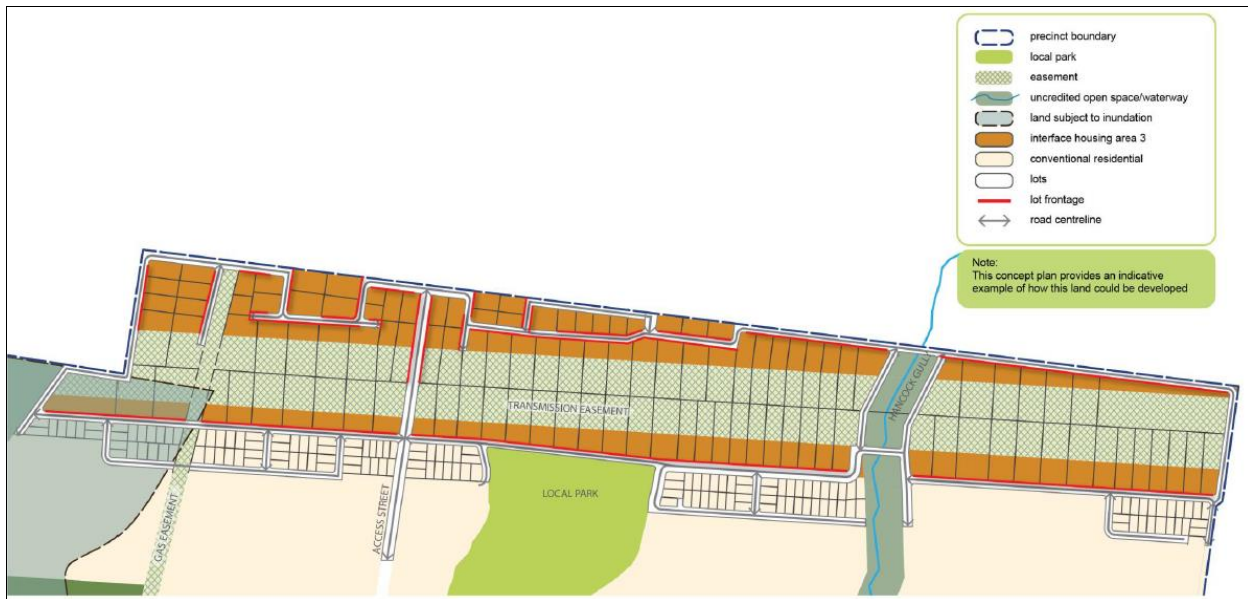 precinct boundary
local park
easement
uncredited open space/waterway
land subject to inundation
interface housing area 3
conventional residential
lots
lot frontage
road centreline
Note:
This concept plan provides an indicative
example of how this land could be developed
HANCOCK GULLY
TRANSMISSION EASEMENT
LOCAL PARK
GAS EASEMENT
ACCESS STREET